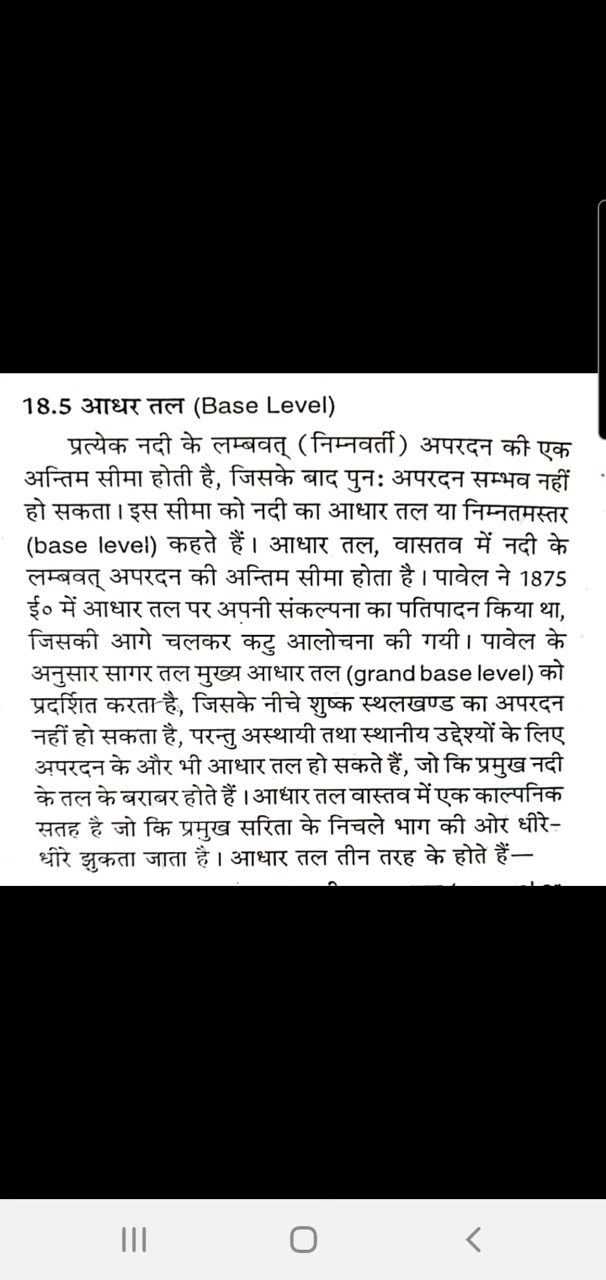 18.5 आधर तल (Base Level)
प्रत्येक नदी के लम्बवत् (निम्नवर्ती) अपरदन की एक
अन्तिम सीमा होती है, जिसके बाद पुन: अपरदन सम्भव नहीं
हो सकता। इस सीमा को नदी का आधार तल या निम्नतमस्तर
(base level) कहते हैं। आधार तल, वासतव में नदी के
लम्बवत् अपरदन की अन्तिम सीमा होता है। पावेल ने 1875
ई० में आधार तल पर अपनी संकल्पना का पतिपादन किया था,
जिसकी आगे चलकर कटु आलोचना की गयी। पावेल के
अनुसार सागर तल मुख्य आधार तल (grand base level) को
प्रदर्शित करता है, जिसके नीचे शुष्क स्थलखण्ड का अपरदन
नहीं हो सकता है, परन्तु अस्थायी तथा स्थानीय उद्देश्यों के लिए
अपरदन के और भी आधार तल हो सकते हैं, जो कि प्रमुख नदी
के तल के बराबर होते हैं। आधार तल वास्तव में एक काल्पनिक
सतह है जो कि प्रमुख सरिता के निचले भाग की ओर धीरे-
धीरे झुकता जाता है। आधार तल तीन तरह के होते हैं—